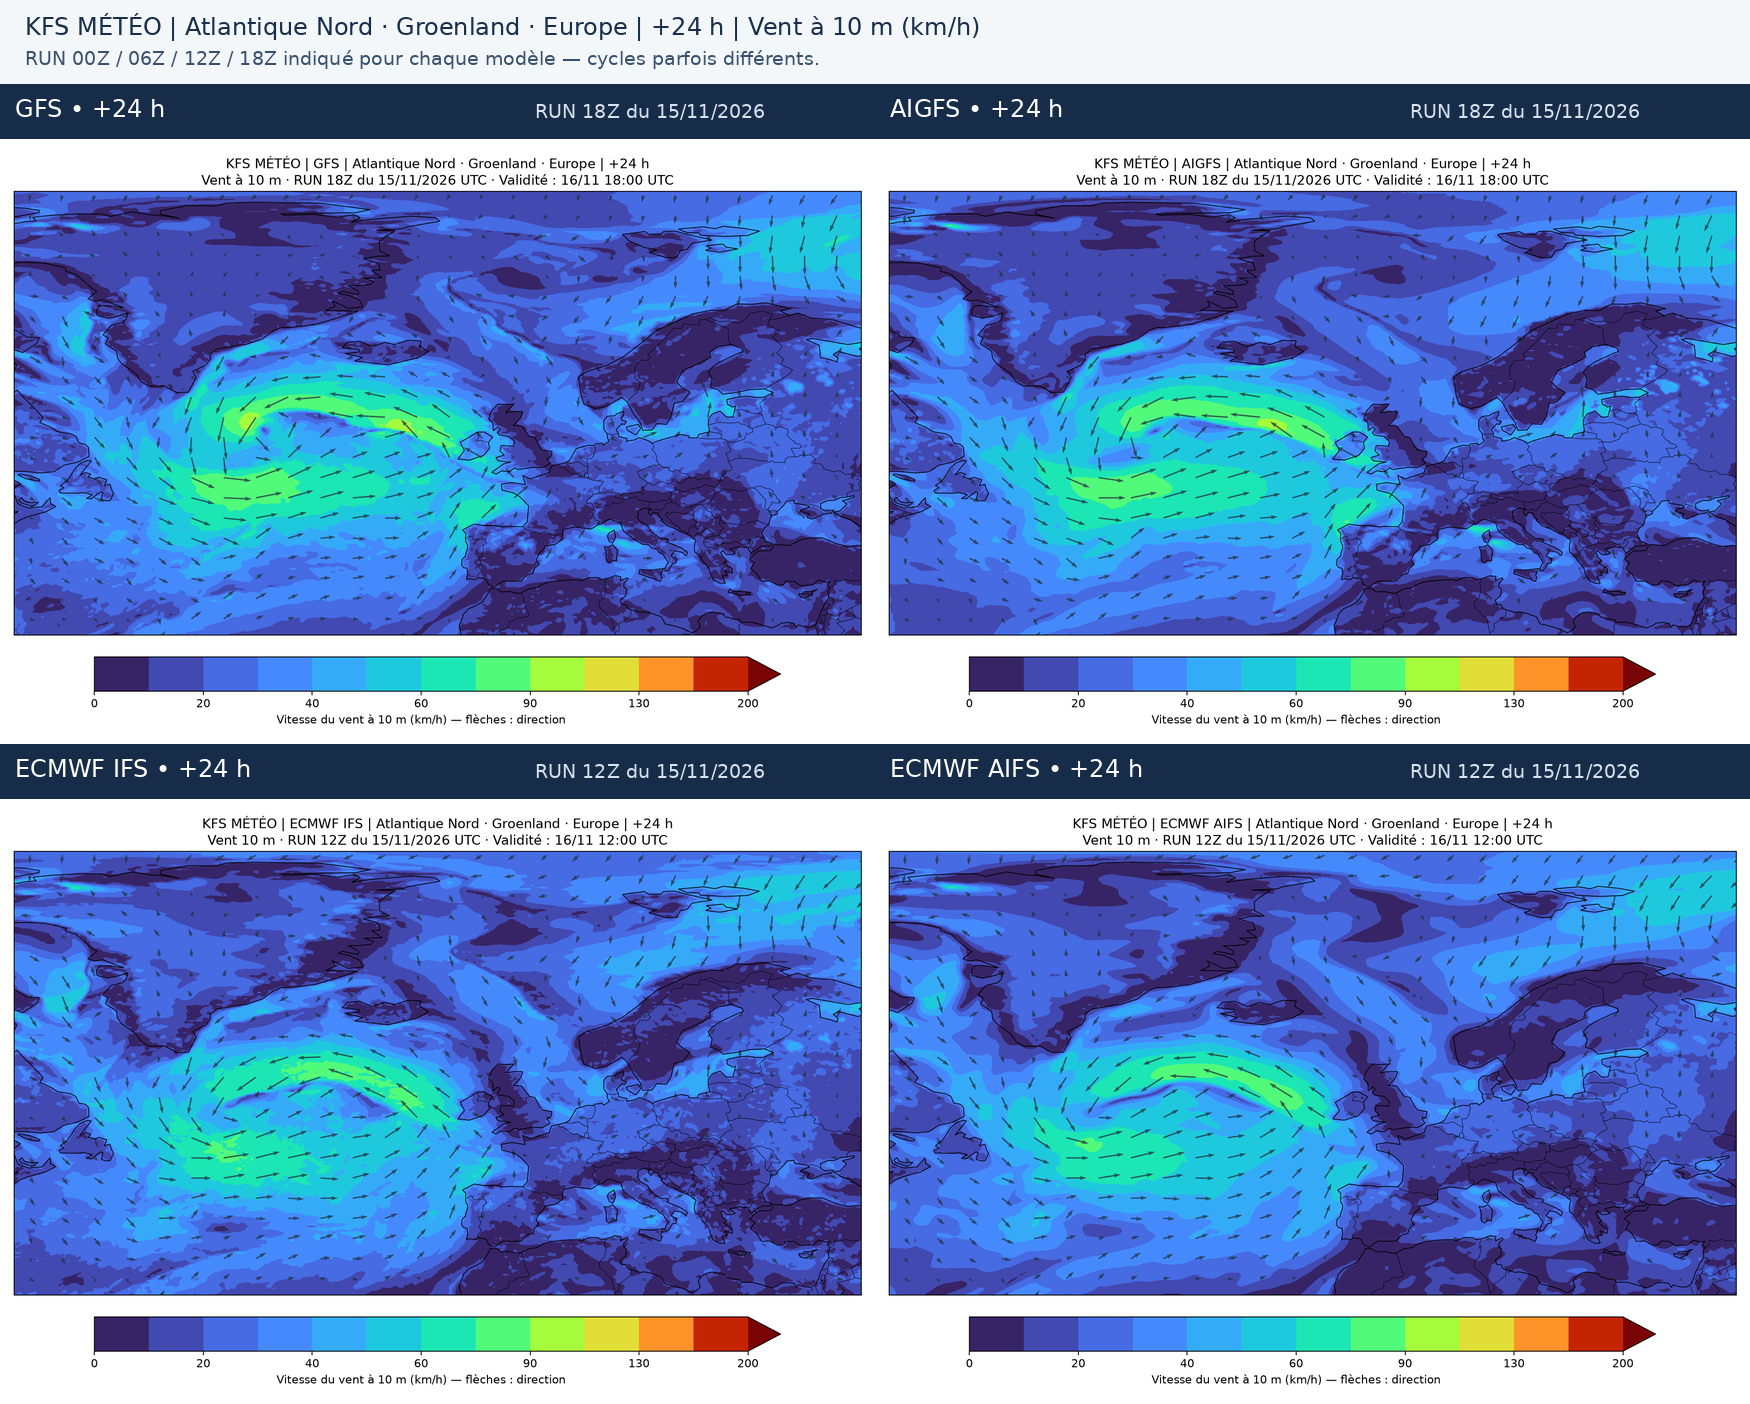 KFS MÉTÉO | Atlantique Nord · Groenland · Europe | +24 h | Vent à 10 m (km/h)
RUN 00Z / 06Z / 12Z / 18Z indiqué pour chaque modèle — cycles parfois différents.
GFS • +24 h
RUN 18Z du 15/11/2026
KFS MÉTÉO | GFS | Atlantique Nord · Groenland · Europe | +24 h
Vent à 10 m · RUN 18Z du 15/11/2026 UTC · Validité : 16/11 18:00 UTC
0 20 40 60 90 130 200
Vitesse du vent à 10 m (km/h) — flèches : direction
AIGFS • +24 h
RUN 18Z du 15/11/2026
KFS MÉTÉO | AIGFS | Atlantique Nord · Groenland · Europe | +24 h
Vent à 10 m · RUN 18Z du 15/11/2026 UTC · Validité : 16/11 18:00 UTC
0 20 40 60 90 130 200
Vitesse du vent à 10 m (km/h) — flèches : direction
ECMWF IFS • +24 h
RUN 12Z du 15/11/2026
KFS MÉTÉO | ECMWF IFS | Atlantique Nord · Groenland · Europe | +24 h
Vent 10 m · RUN 12Z du 15/11/2026 UTC · Validité : 16/11 12:00 UTC
0 20 40 60 90 130 200
Vitesse du vent à 10 m (km/h) — flèches : direction
ECMWF AIFS • +24 h
RUN 12Z du 15/11/2026
KFS MÉTÉO | ECMWF AIFS | Atlantique Nord · Groenland · Europe | +24 h
Vent 10 m · RUN 12Z du 15/11/2026 UTC · Validité : 16/11 12:00 UTC
0 20 40 60 90 130 200
Vitesse du vent à 10 m (km/h) — flèches : direction